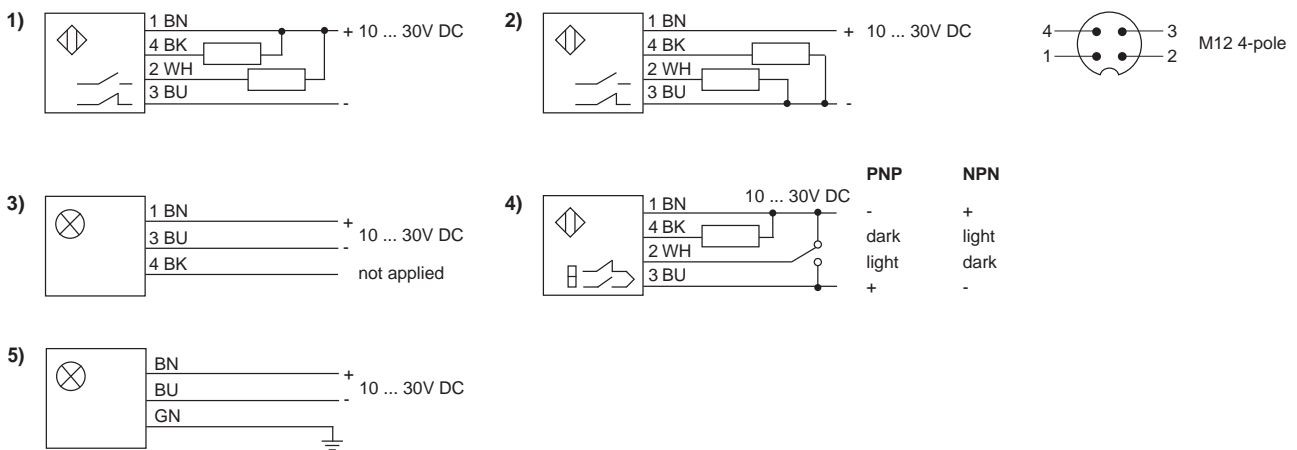 1)
1 BN
+ 10 ... 30V DC
4 BK
2 WH
3 BU
-
2)
1 BN
+ 10 ... 30V DC
4 BK
2 WH
3 BU
-
4 3
1 2
M12 4-pole
3)
1 BN
+
10 ... 30V DC
3 BU
-
4 BK
not applied
4)
10 ... 30V DC
1 BN
4 BK
2 WH
3 BU
PNP NPN
- +
dark light
light dark
+ -
5)
BN
+
10 ... 30V DC
BU
-
GN